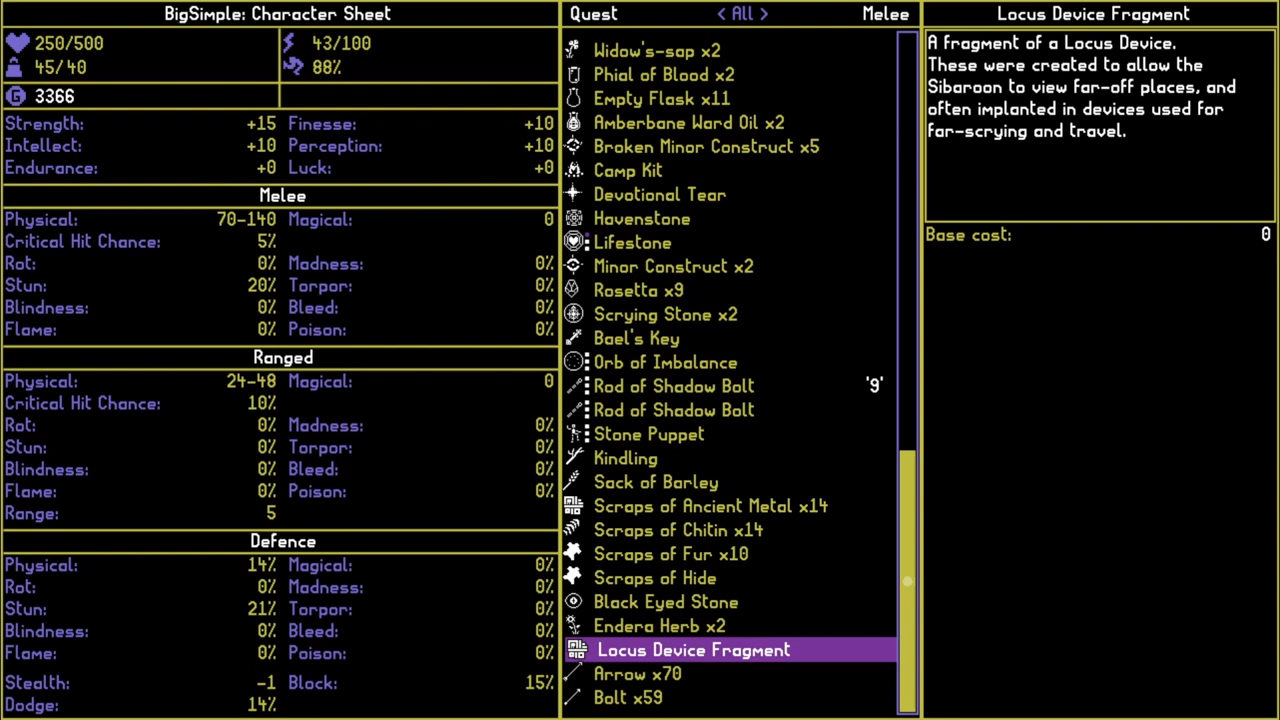 BigSimple: Character Sheet
250/500 43/100
45/40 88%
G 3366
Strength: +15 Finesse: +10
Intellect: +10 Perception: +10
Endurance: +0 Luck: +0
Melee
Physical: 70-140 Magical: 0
Critical Hit Chance: 5%
Rot: 0% Madness: 0%
Stun: 20% Torpor: 0%
Blindness: 0% Bleed: 0%
Flame: 0% Poison: 0%
Ranged
Physical: 24-48 Magical: 0
Critical Hit Chance: 10%
Rot: 0% Madness: 0%
Stun: 0% Torpor: 0%
Blindness: 0% Bleed: 0%
Flame: 0% Poison: 0%
Range: 5
Defence
Physical: 14% Magical: 0%
Rot: 0% Madness: 0%
Stun: 21% Torpor: 0%
Blindness: 0% Bleed: 0%
Flame: 0% Poison: 0%
Stealth: -1 Block: 15%
Dodge: 14%
Quest < All > Melee
Widow's-sap x2
Phial of Blood x2
Empty Flask x11
Amberbane Ward Oil x2
Broken Minor Construct x5
Camp Kit
Devotional Tear
Havenstone
Lifestone
Minor Construct x2
Rosetta x9
Scrying Stone x2
Bael's Key
Orb of Imbalance
Rod of Shadow Bolt '9'
Rod of Shadow Bolt
Stone Puppet
Kindling
Sack of Barley
Scraps of Ancient Metal x14
Scraps of Chitin x14
Scraps of Fur x10
Scraps of Hide
Black Eyed Stone
Endera Herb x2
Locus Device Fragment
Arrow x70
Bolt x59
Locus Device Fragment
A fragment of a Locus Device.
These were created to allow the
Sibaroon to view far-off places, and
often implanted in devices used for
far-scrying and travel.
Base cost: 0